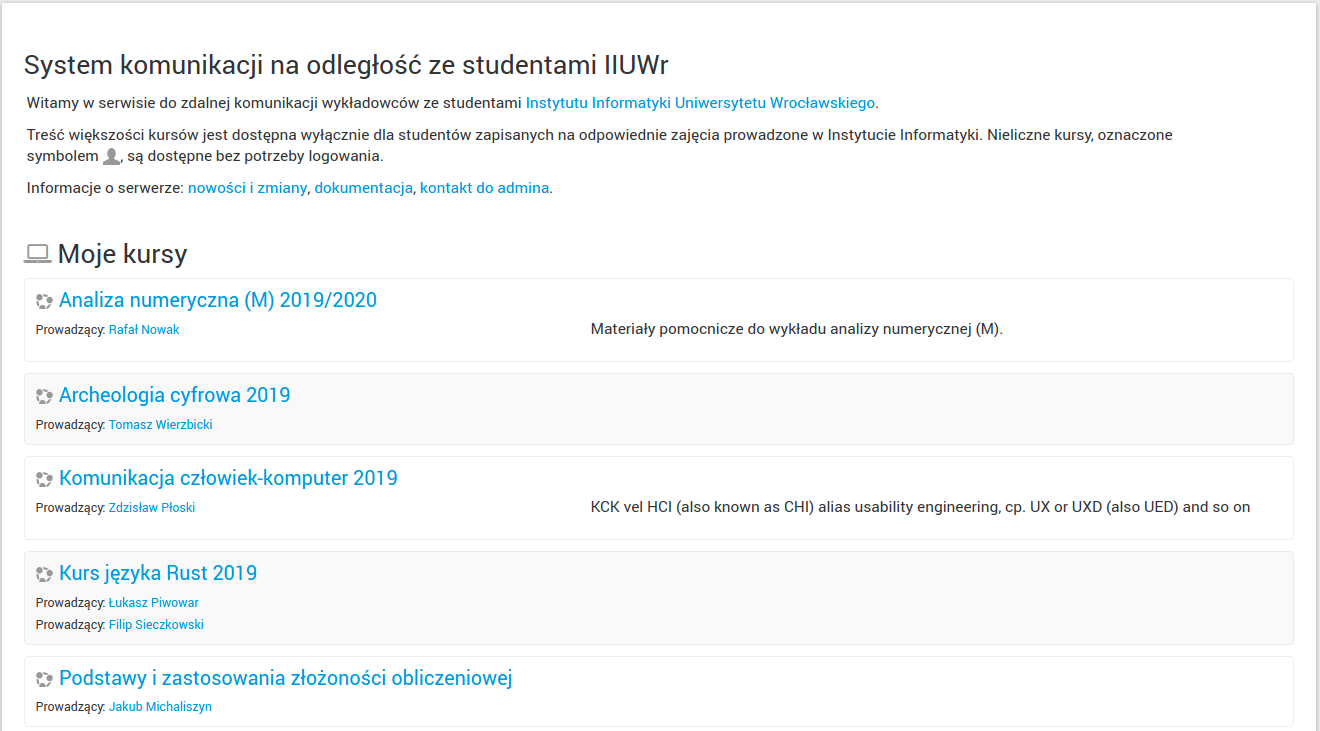 System komunikacji na odległość ze studentami IIUWr
Witamy w serwisie do zdalnej komunikacji wykładowców ze studentami Instytutu Informatyki Uniwersytetu Wrocławskiego.
Treść większości kursów jest dostępna wyłącznie dla studentów zapisanych na odpowiednie zajęcia prowadzone w Instytucie Informatyki. Nieliczne kursy, oznaczone
symbolem , są dostępne bez potrzeby logowania.
Informacje o serwerze: nowości i zmiany, dokumentacja, kontakt do admina.
Moje kursy
Analiza numeryczna (M) 2019/2020
Prowadzący: Rafał Nowak
Materiały pomocnicze do wykładu analizy numerycznej (M).
Archeologia cyfrowa 2019
Prowadzący: Tomasz Wierzbicki
Komunikacja człowiek-komputer 2019
Prowadzący: Zdzisław Płoski
KCK vel HCI (also known as CHI) alias usability engineering, cp. UX or UXD (also UED) and so on
Kurs języka Rust 2019
Prowadzący: Łukasz Piwowar
Prowadzący: Filip Sieczkowski
Podstawy i zastosowania złożoności obliczeniowej
Prowadzący: Jakub Michaliszyn